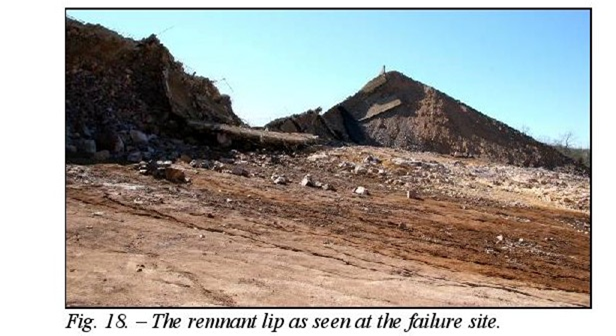 Fig. 18. – The remnant lip as seen at the failure site.